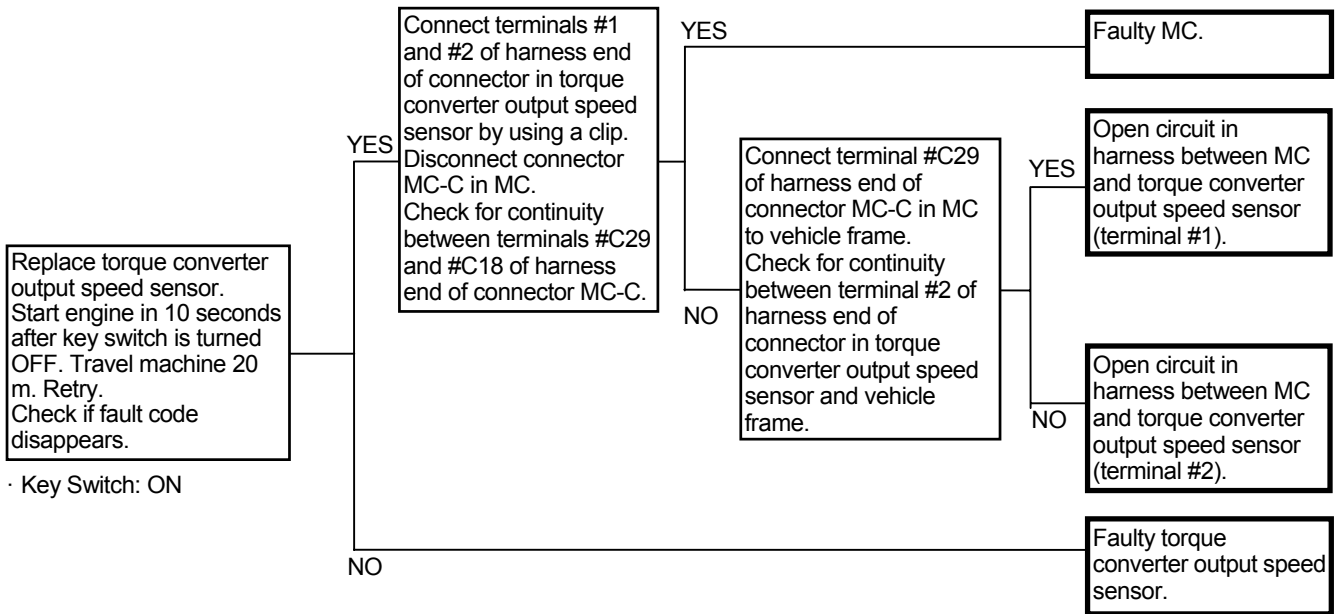 Replace torque converter
output speed sensor.
Start engine in 10 seconds
after key switch is turned
OFF. Travel machine 20
m. Retry.
Check if fault code
disappears.
· Key Switch: ON
YES
NO
Connect terminals #1
and #2 of harness end
of connector in torque
converter output speed
sensor by using a clip.
Disconnect connector
MC-C in MC.
Check for continuity
between terminals #C29
and #C18 of harness
end of connector MC-C.
YES
NO
Connect terminal #C29
of harness end of
connector MC-C in MC
to vehicle frame.
Check for continuity
between terminal #2 of
harness end of
connector in torque
converter output speed
sensor and vehicle
frame.
YES
NO
Faulty MC.
Open circuit in
harness between MC
and torque converter
output speed sensor
(terminal #1).
Open circuit in
harness between MC
and torque converter
output speed sensor
(terminal #2).
Faulty torque
converter output speed
sensor.